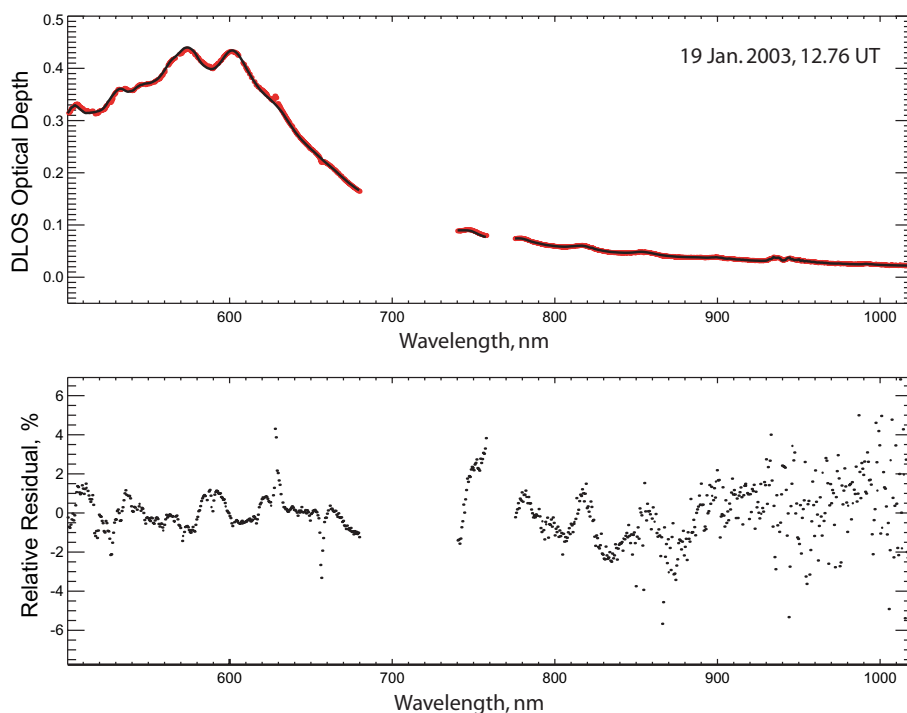 19 Jan. 2003, 12.76 UT
DLOS Optical Depth
0.5
0.4
0.3
0.2
0.1
0.0
600 700 800 900 1000
Wavelength, nm
Relative Residual, %
6
4
2
0
-2
-4
-6
600 700 800 900 1000
Wavelength, nm